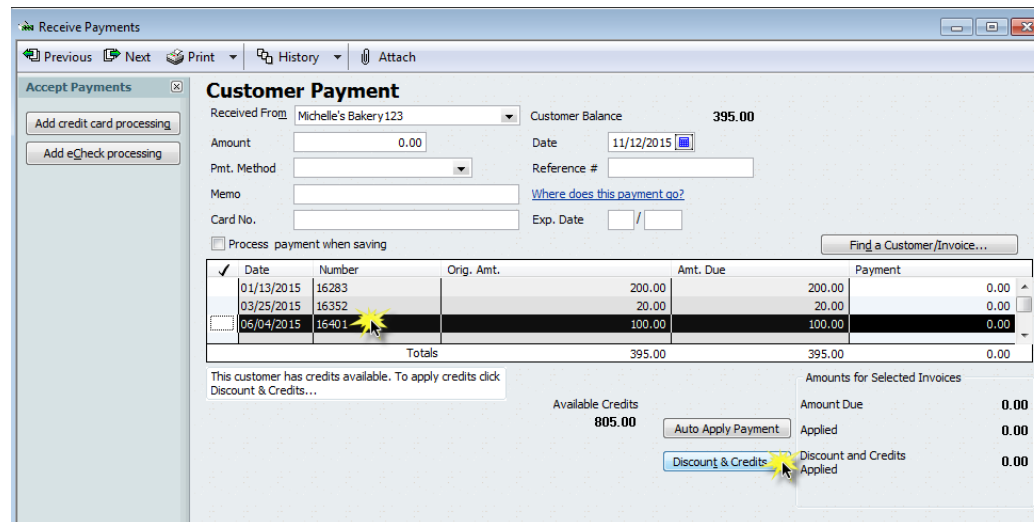 Receive Payments
Previous Next Print History Attach
Accept Payments
Add credit card processing
Add eCheck processing
Customer Payment
Received From Michelle's Bakery123 Customer Balance 395.00
Amount 0.00 Date 11/12/2015
Pmt. Method Reference #
Memo Where does this payment go?
Card No. Exp. Date /
Process payment when saving Find a Customer/Invoice...
✓ Date Number Orig. Amt. Amt. Due Payment
01/13/2015 16283 200.00 200.00 0.00
03/25/2015 16352 20.00 20.00 0.00
06/04/2015 16401 100.00 100.00 0.00
Totals 395.00 395.00 0.00
This customer has credits available. To apply credits click
Discount & Credits...
Available Credits
805.00
Auto Apply Payment
Discount & Credits
Amounts for Selected Invoices
Amount Due 0.00
Applied 0.00
Discount and Credits
Applied 0.00